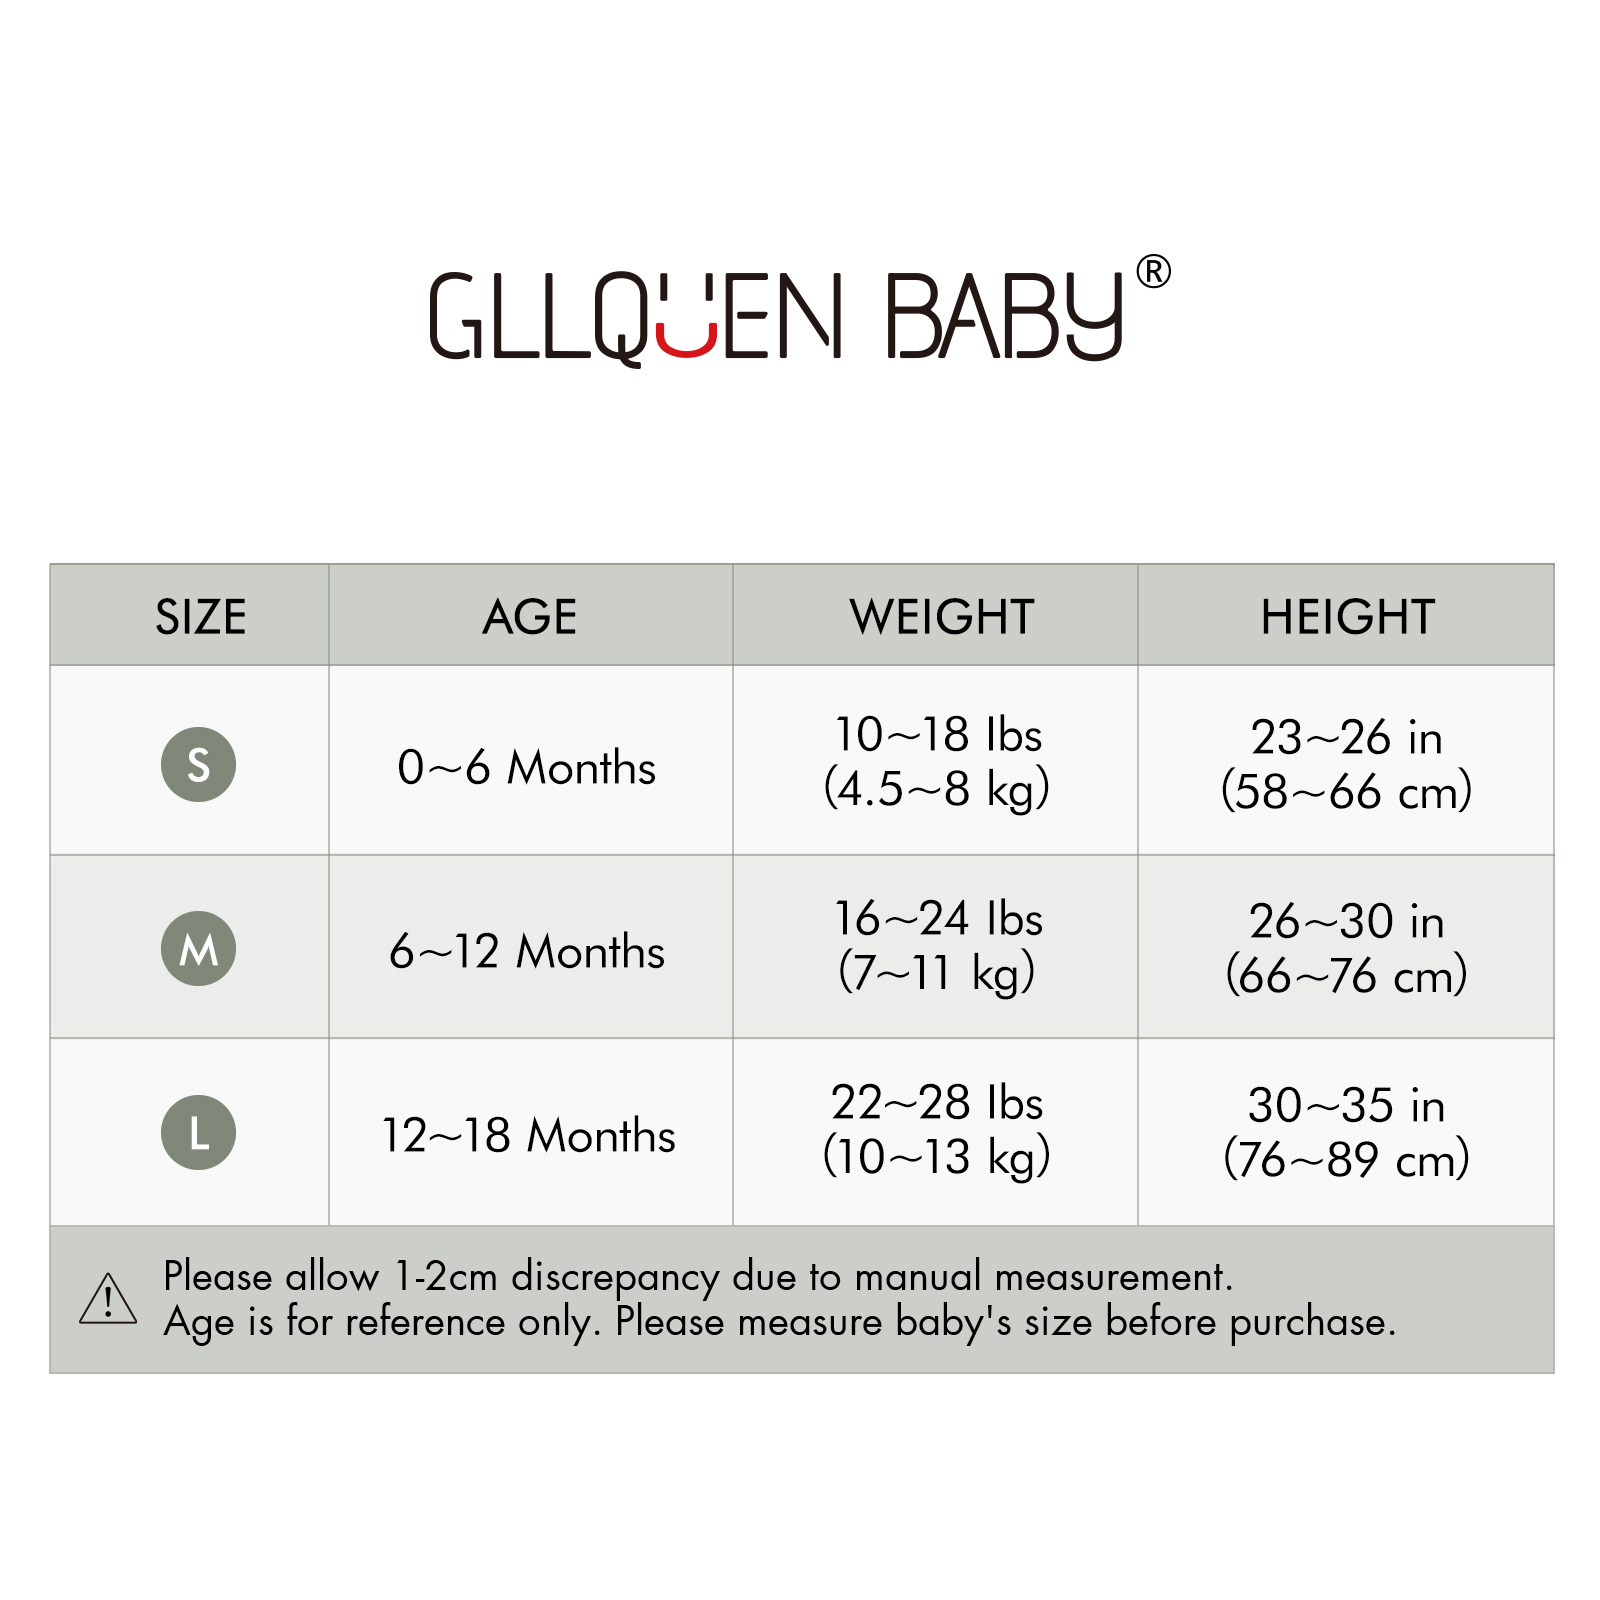 GLLQUEN BABY®
SIZE AGE WEIGHT HEIGHT
S 0~6 Months 10~18 lbs 23~26 in
(4.5~8 kg) (58~66 cm)
M 6~12 Months 16~24 lbs 26~30 in
(7~11 kg) (66~76 cm)
L 12~18 Months 22~28 lbs 30~35 in
(10~13 kg) (76~89 cm)
Please allow 1-2cm discrepancy due to manual measurement.
Age is for reference only. Please measure baby's size before purchase.